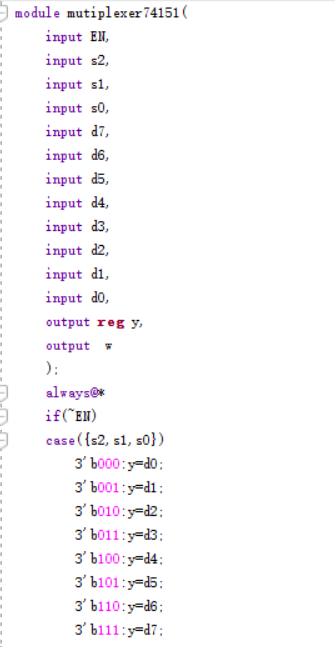 module mutiplexer74151(
input EN,
input s2,
input s1,
input s0,
input d7,
input d6,
input d5,
input d4,
input d3,
input d2,
input d1,
input d0,
output reg y,
output w
);
always@*
if(~EN)
case({s2,s1,s0})
3'b000:y=d0;
3'b001:y=d1;
3'b010:y=d2;
3'b011:y=d3;
3'b100:y=d4;
3'b101:y=d5;
3'b110:y=d6;
3'b111:y=d7;